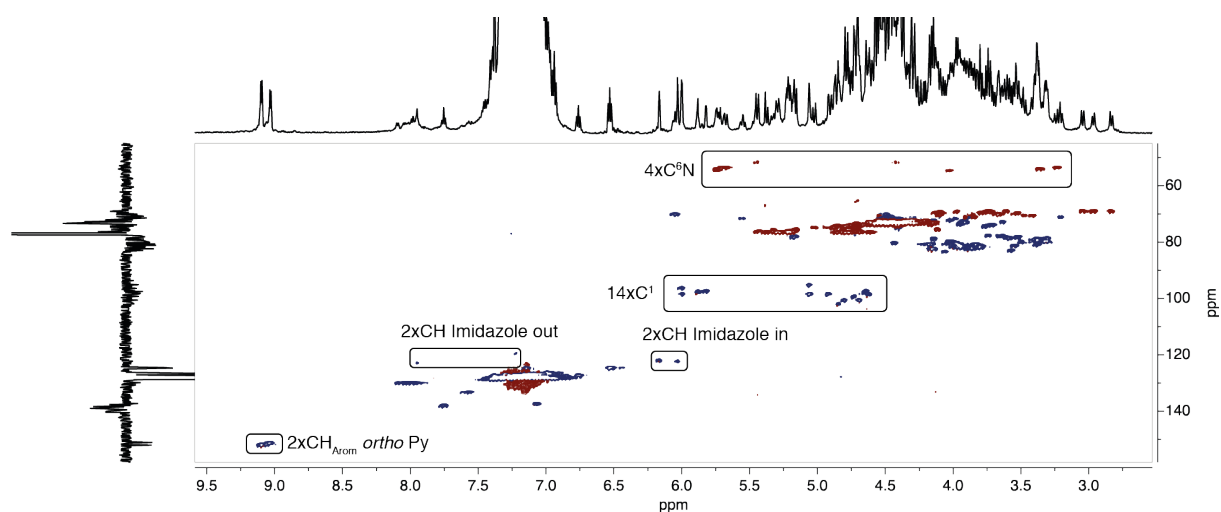 4xC⁶N
60
80
14xC¹
100
2xCH Imidazole out
2xCH Imidazole in
120
140
2xCH_Arom ortho Py
ppm
9.5 9.0 8.5 8.0 7.5 7.0 6.5 6.0 5.5 5.0 4.5 4.0 3.5 3.0
ppm